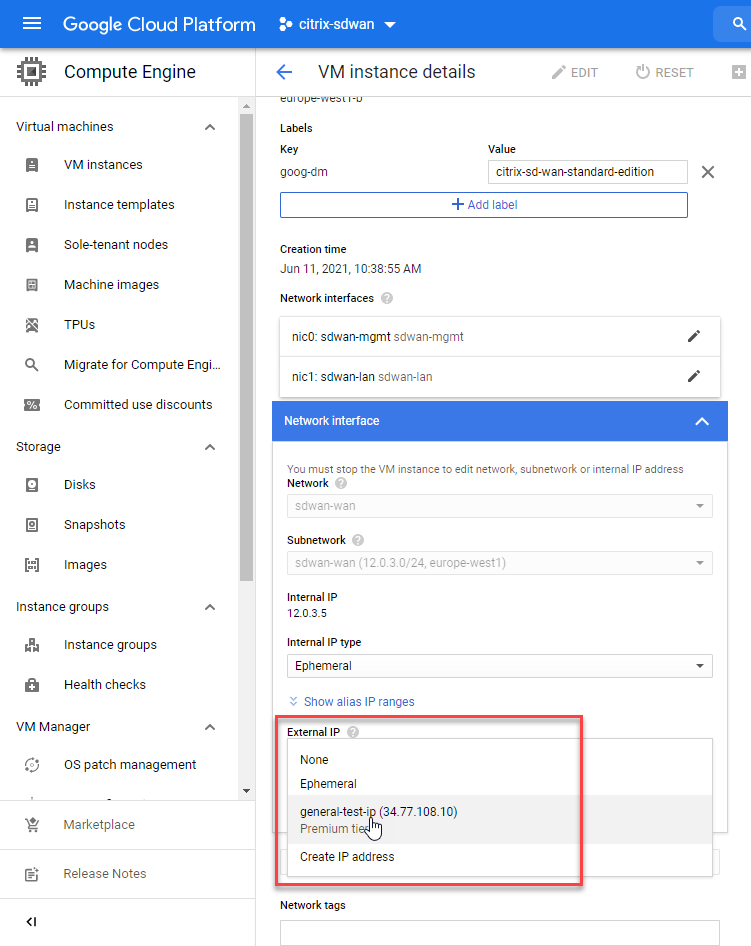 Google Cloud Platform
citrix-sdwan
Compute Engine
VM instance details
EDIT
RESET
Virtual machines
VM instances
Instance templates
Sole-tenant nodes
Machine images
TPUs
Migrate for Compute Engi...
Committed use discounts
Storage
Disks
Snapshots
Images
Instance groups
Instance groups
Health checks
VM Manager
OS patch management
Marketplace
Release Notes
europe-west1-b
Labels
Key
Value
goog-dm
citrix-sd-wan-standard-edition
Add label
Creation time
Jun 11, 2021, 10:38:55 AM
Network interfaces
nic0: sdwan-mgmt sdwan-mgmt
nic1: sdwan-lan sdwan-lan
Network interface
You must stop the VM instance to edit network, subnetwork or internal IP address
Network
sdwan-wan
Subnetwork
sdwan-wan (12.0.3.0/24, europe-west1)
Internal IP
12.0.3.5
Internal IP type
Ephemeral
Show alias IP ranges
External IP
None
Ephemeral
general-test-ip (34.77.108.10)
Premium tier
Create IP address
Network tags